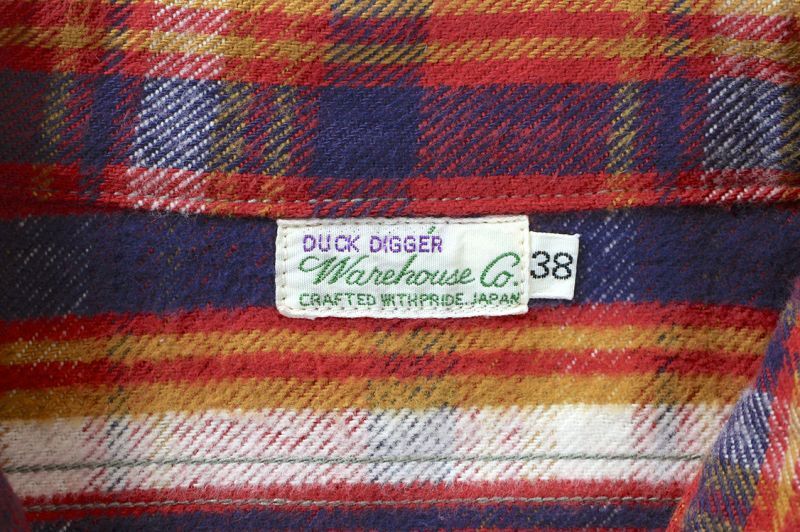 DUCK DIGGER
Warehouse Co.
CRAFTED WITH PRIDE. JAPAN
38